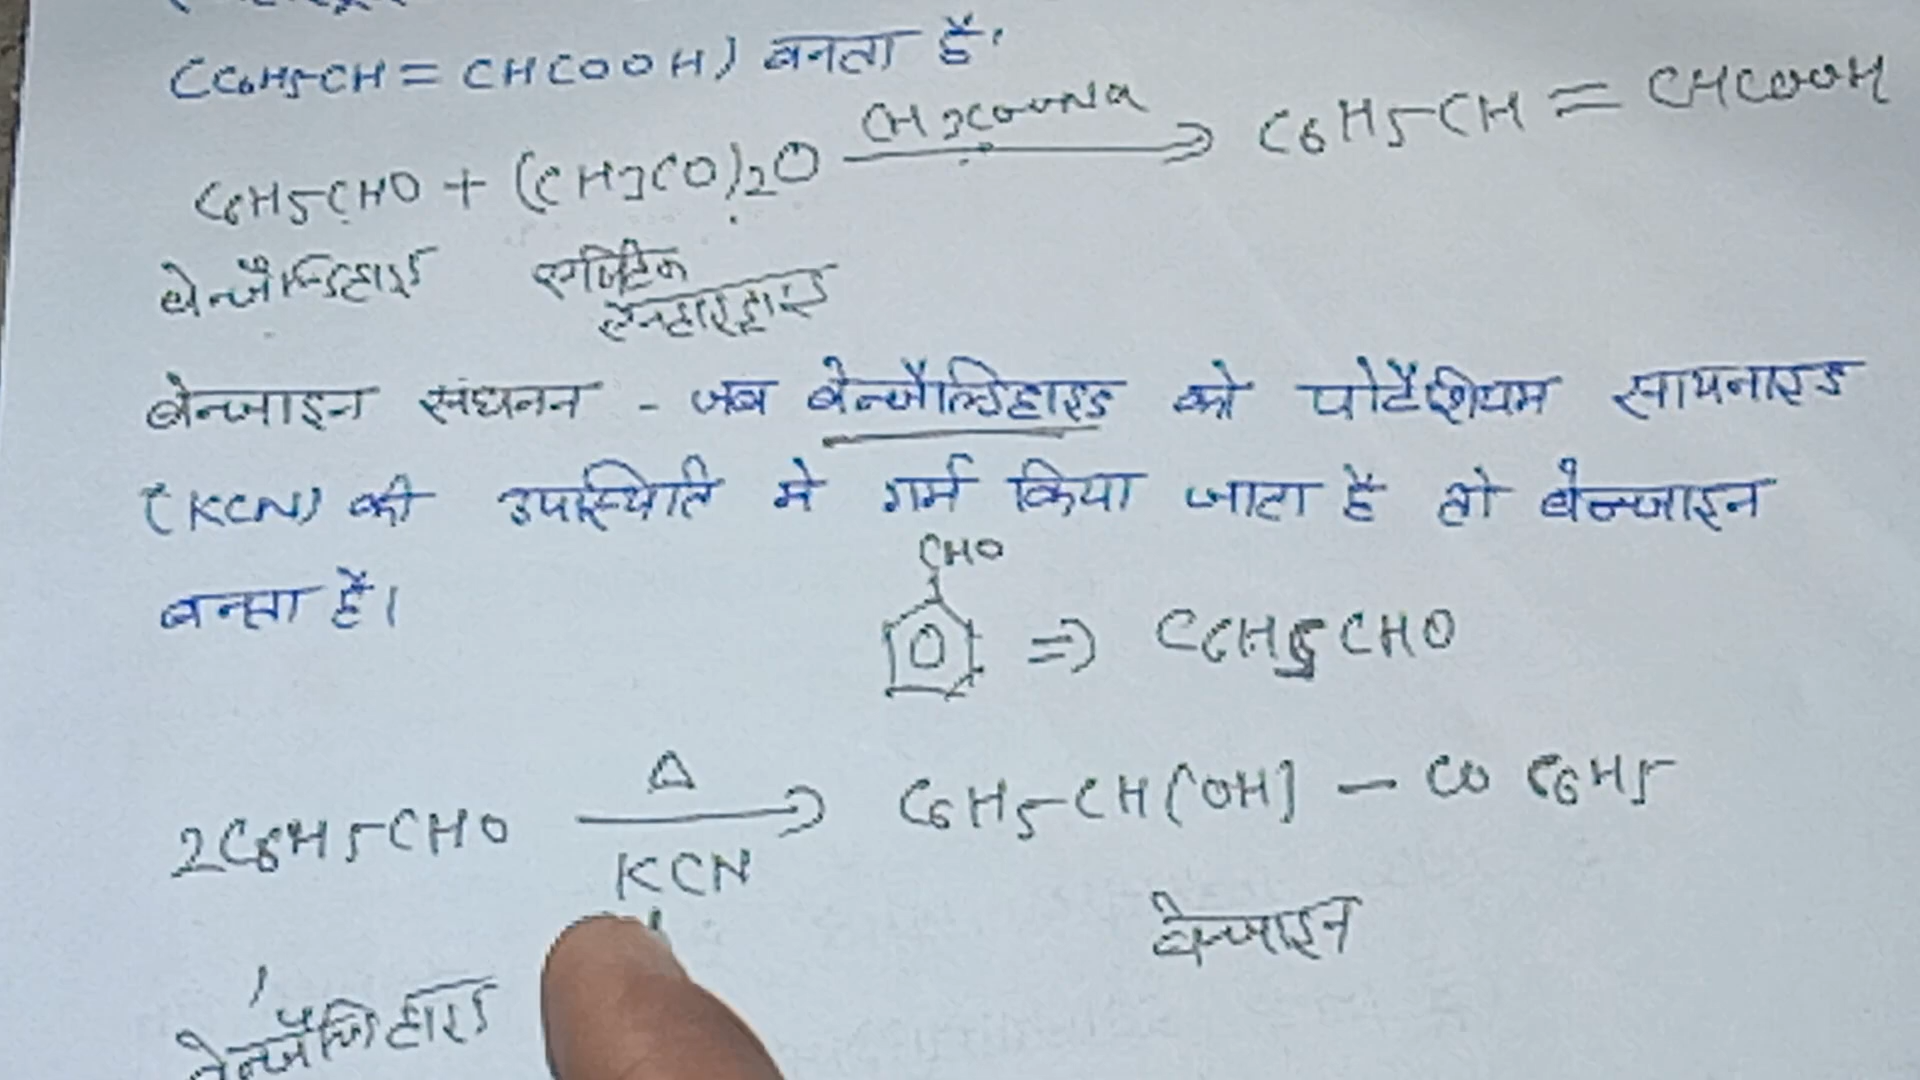 (C6H5-CH = CHCOOH) बनता है।
C6H5CHO + (CH3CO)2O CH3COONa → C6H5-CH = CHCOOH
बेन्जैल्डिहाइड एसिटिक
एनहाइड्राइड
बेन्जाइन संघनन - जब बेन्जैल्डिहाइड को पोटैशियम सायनाइड
(KCN) की उपस्थिति मे गर्म किया जाता है तो बेन्जाइन
बनता है।
CHO
⇒ C6H5CHO
2C6H5CHO Δ → C6H5-CH(OH) - CO C6H5
KCN
बेन्जाइन
बेन्जैल्डिहाइड